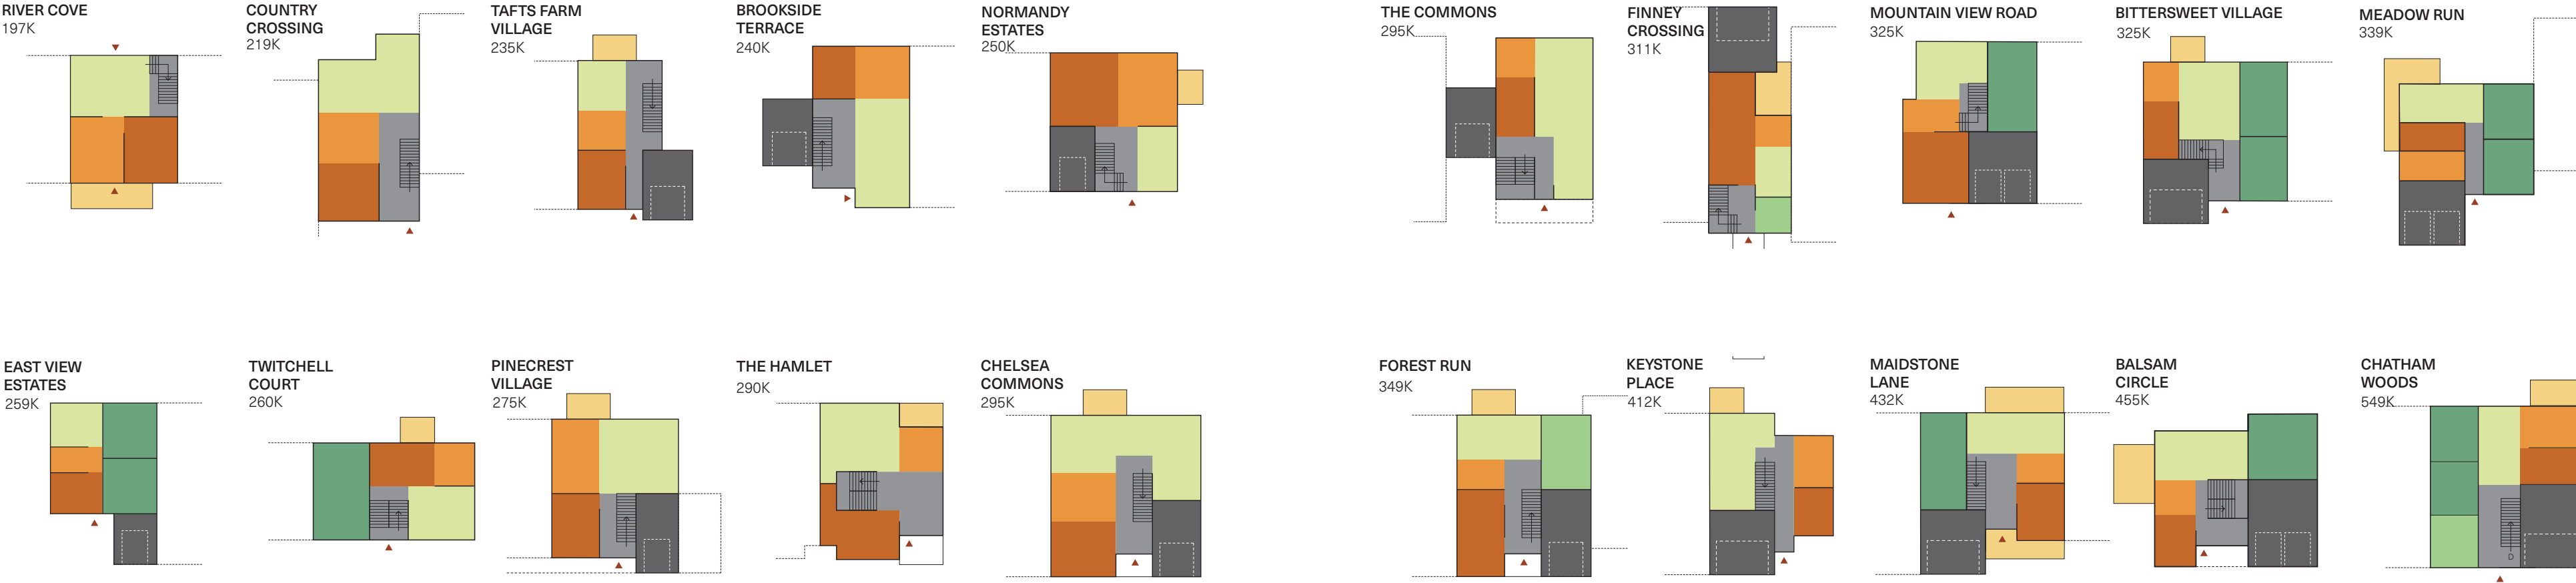 RIVER COVE
197K
COUNTRY
CROSSING
219K
TAFTS FARM
VILLAGE
235K
BROOKSIDE
TERRACE
240K
NORMANDY
ESTATES
250K
THE COMMONS
295K
FINNEY
CROSSING
311K
MOUNTAIN VIEW ROAD
325K
BITTERSWEET VILLAGE
325K
MEADOW RUN
339K
EAST VIEW
ESTATES
259K
TWITCHELL
COURT
260K
PINECREST
VILLAGE
275K
THE HAMLET
290K
CHELSEA
COMMONS
295K
FOREST RUN
349K
KEYSTONE
PLACE
412K
MAIDSTONE
LANE
432K
BALSAM
CIRCLE
455K
CHATHAM
WOODS
549K
D